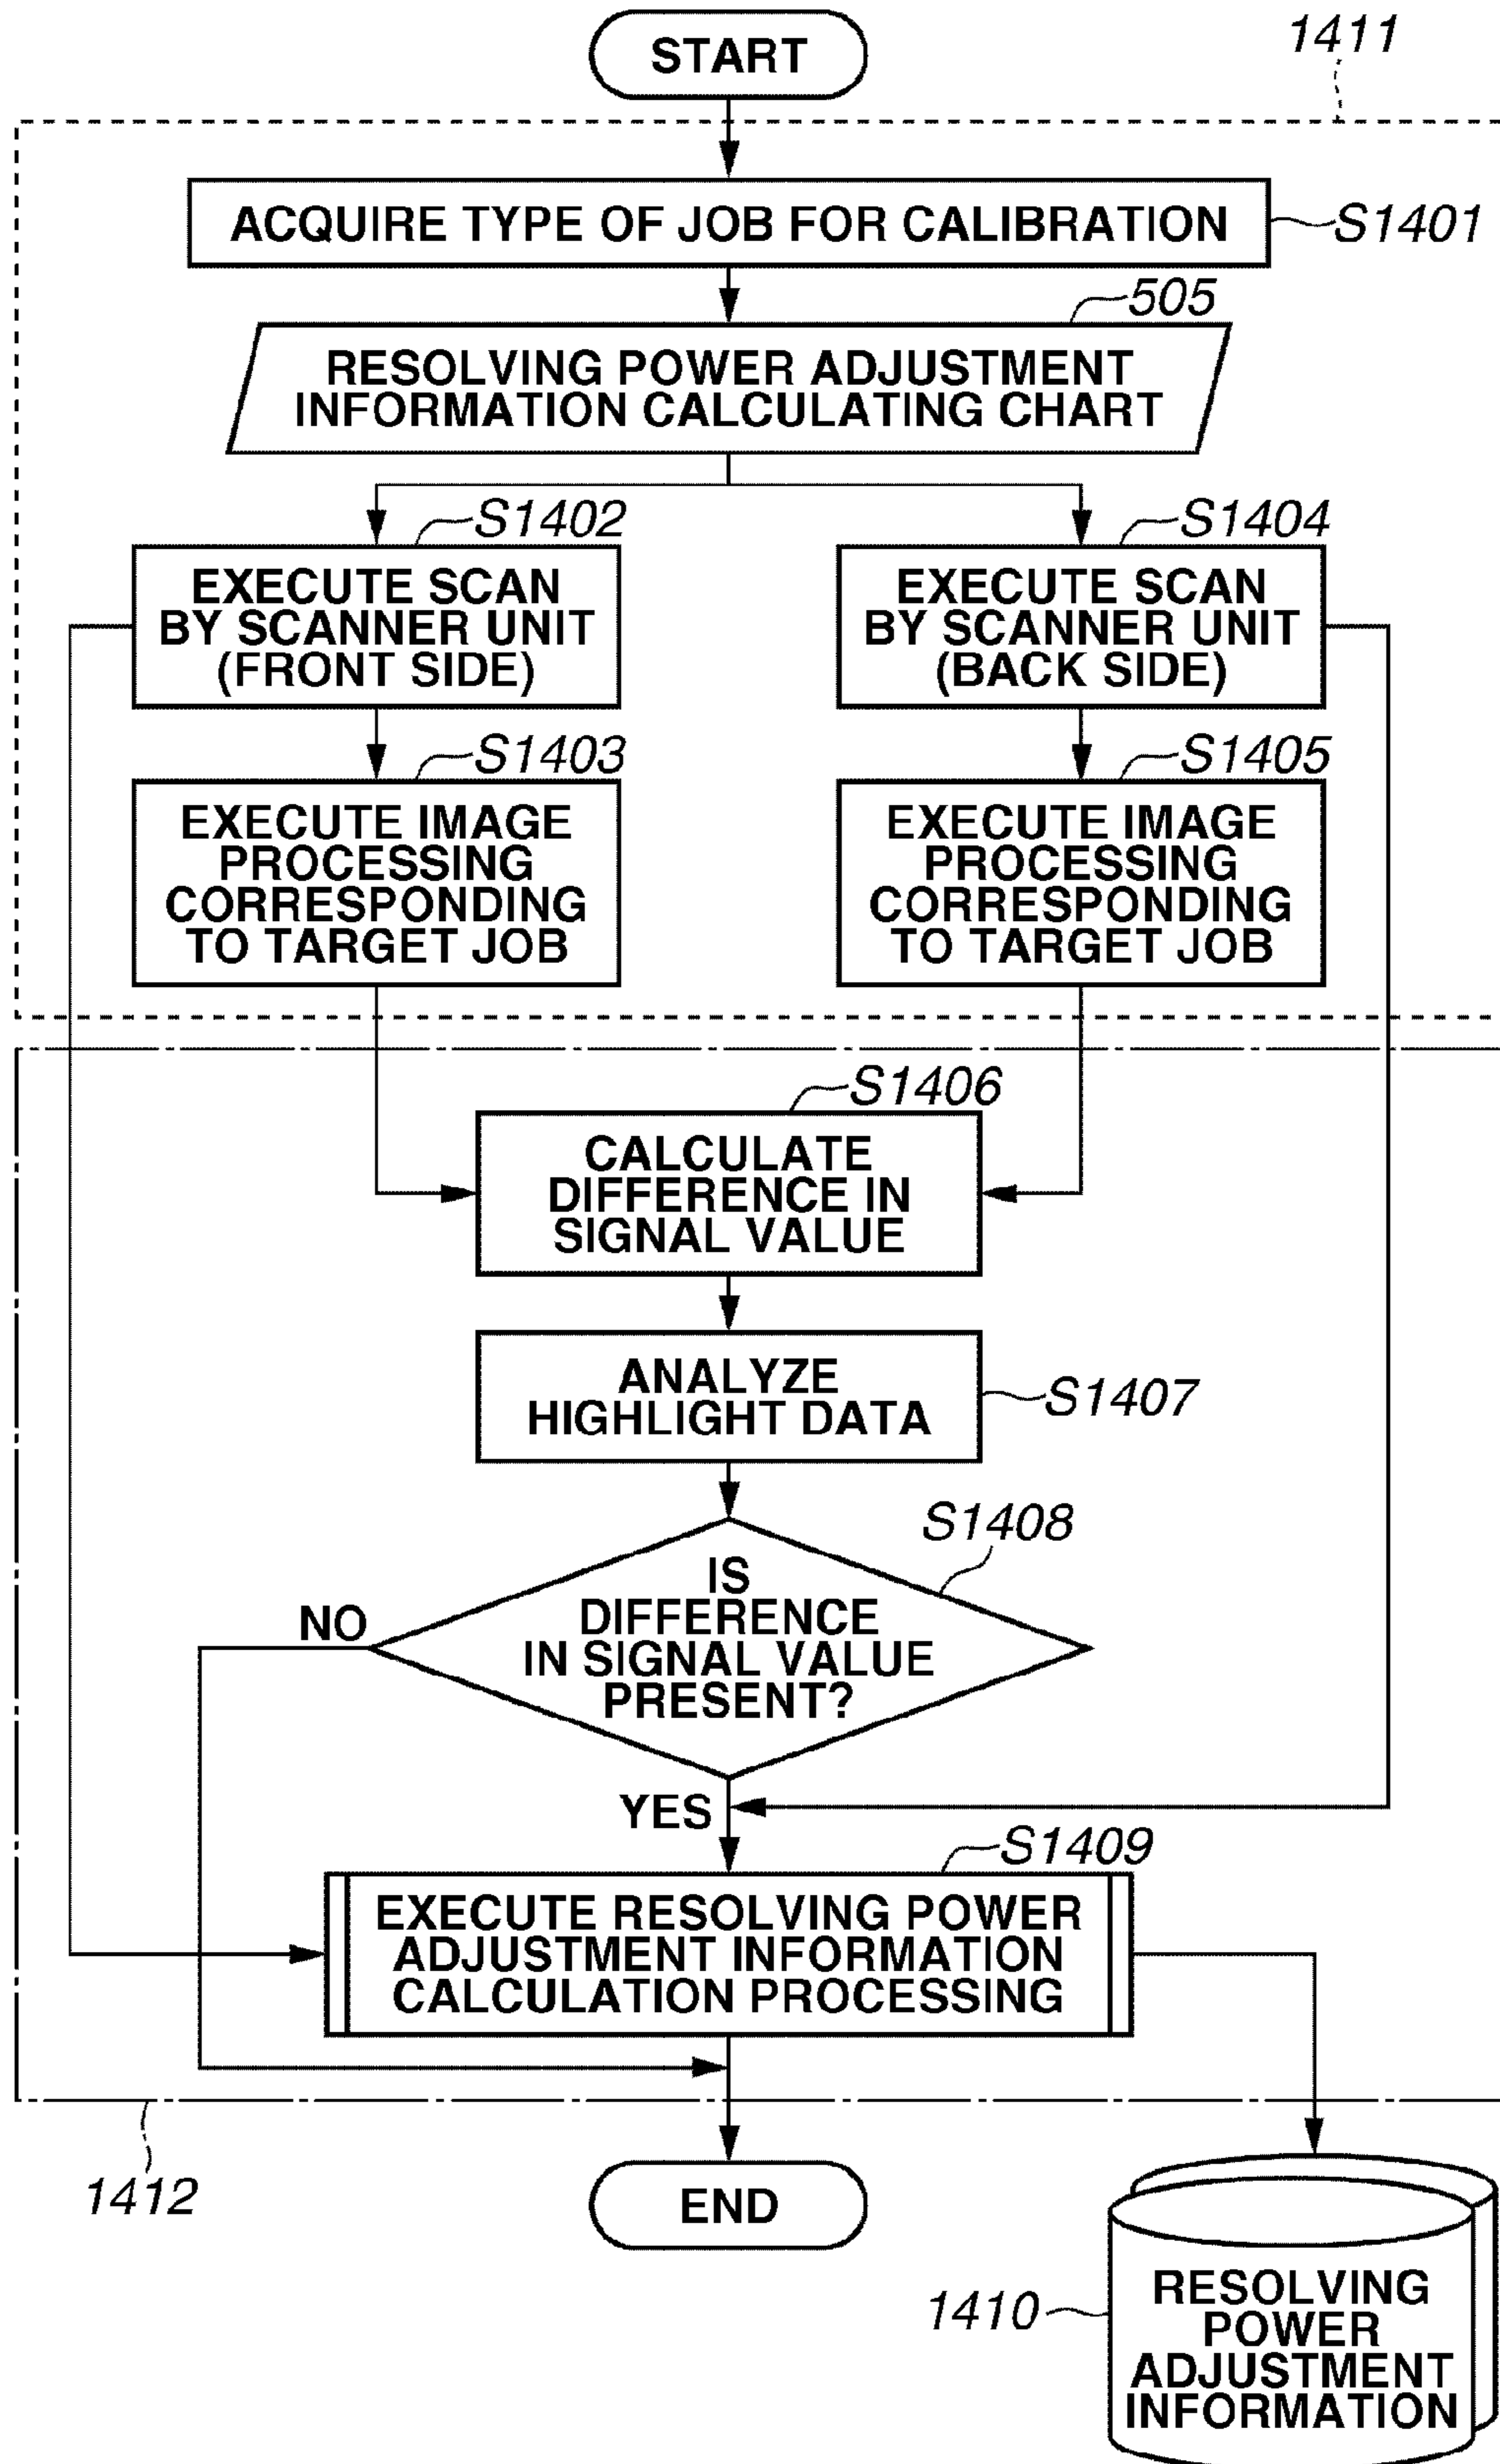 START
1411
ACQUIRE TYPE OF JOB FOR CALIBRATION
S1401
505
RESOLVING POWER ADJUSTMENT
INFORMATION CALCULATING CHART
S1402
EXECUTE SCAN
BY SCANNER UNIT
(FRONT SIDE)
S1404
EXECUTE SCAN
BY SCANNER UNIT
(BACK SIDE)
S1403
EXECUTE IMAGE
PROCESSING
CORRESPONDING
TO TARGET JOB
S1405
EXECUTE IMAGE
PROCESSING
CORRESPONDING
TO TARGET JOB
S1406
CALCULATE
DIFFERENCE IN
SIGNAL VALUE
ANALYZE
HIGHLIGHT DATA
S1407
S1408
IS
DIFFERENCE
IN SIGNAL VALUE
PRESENT?
NO
YES
S1409
EXECUTE RESOLVING POWER
ADJUSTMENT INFORMATION
CALCULATION PROCESSING
1412
END
1410
RESOLVING
POWER
ADJUSTMENT
INFORMATION